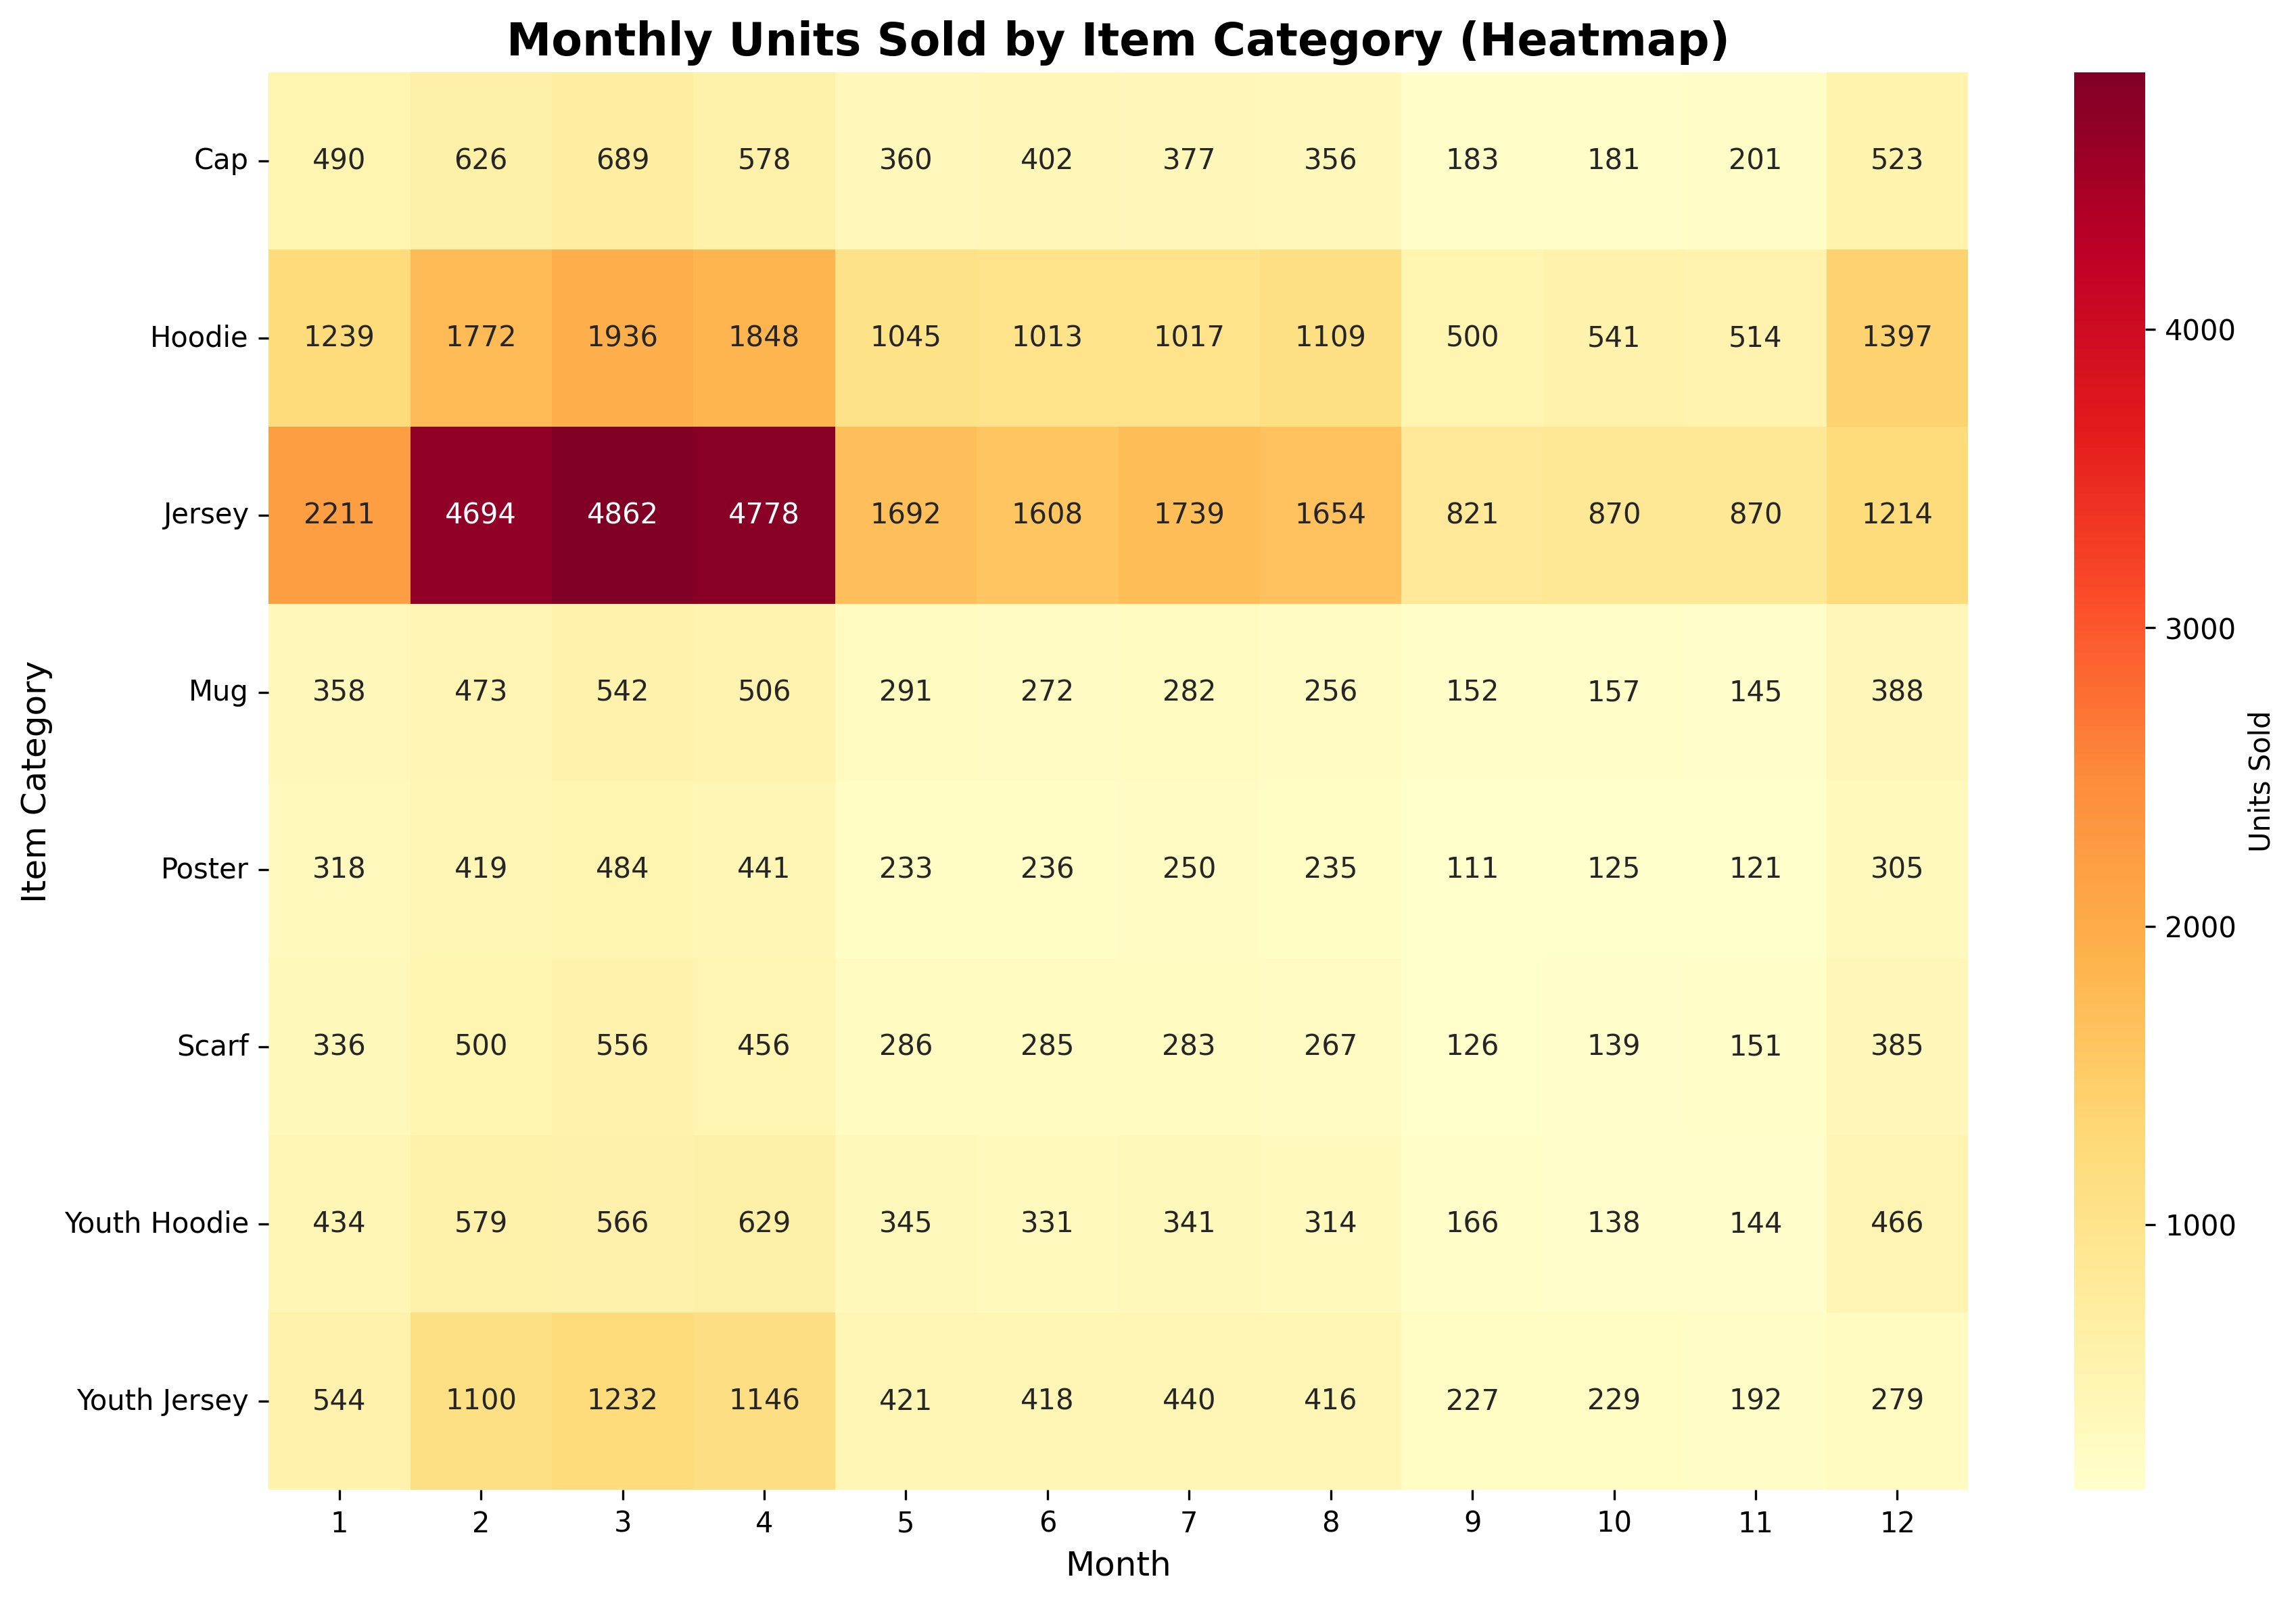 Monthly Units Sold by Item Category (Heatmap)
Item Category
Cap 490 626 689 578 360 402 377 356 183 181 201 523
Hoodie 1239 1772 1936 1848 1045 1013 1017 1109 500 541 514 1397
Jersey 2211 4694 4862 4778 1692 1608 1739 1654 821 870 870 1214
Mug 358 473 542 506 291 272 282 256 152 157 145 388
Poster 318 419 484 441 233 236 250 235 111 125 121 305
Scarf 336 500 556 456 286 285 283 267 126 139 151 385
Youth Hoodie 434 579 566 629 345 331 341 314 166 138 144 466
Youth Jersey 544 1100 1232 1146 421 418 440 416 227 229 192 279
1 2 3 4 5 6 7 8 9 10 11 12
Month
4000
3000
2000
1000
Units Sold